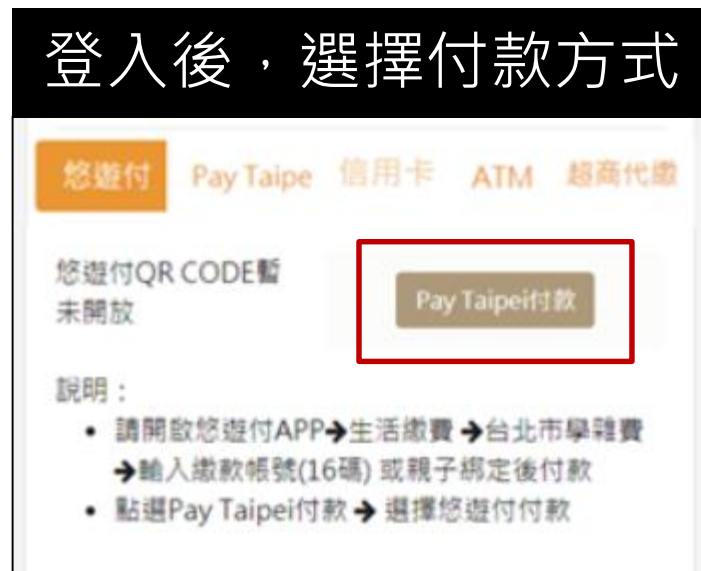 登入後，選擇付款方式
悠遊付 Pay Taipe 信用卡 ATM 超商代繳
悠遊付QR CODE暫
未開放
Pay Taipei付款
說明：
• 請開啟悠遊付APP➔生活繳費 ➔台北市學雜費
➔輸入繳款帳號(16碼) 或親子綁定後付款
• 點選Pay Taipei付款 ➔ 選擇悠遊付付款